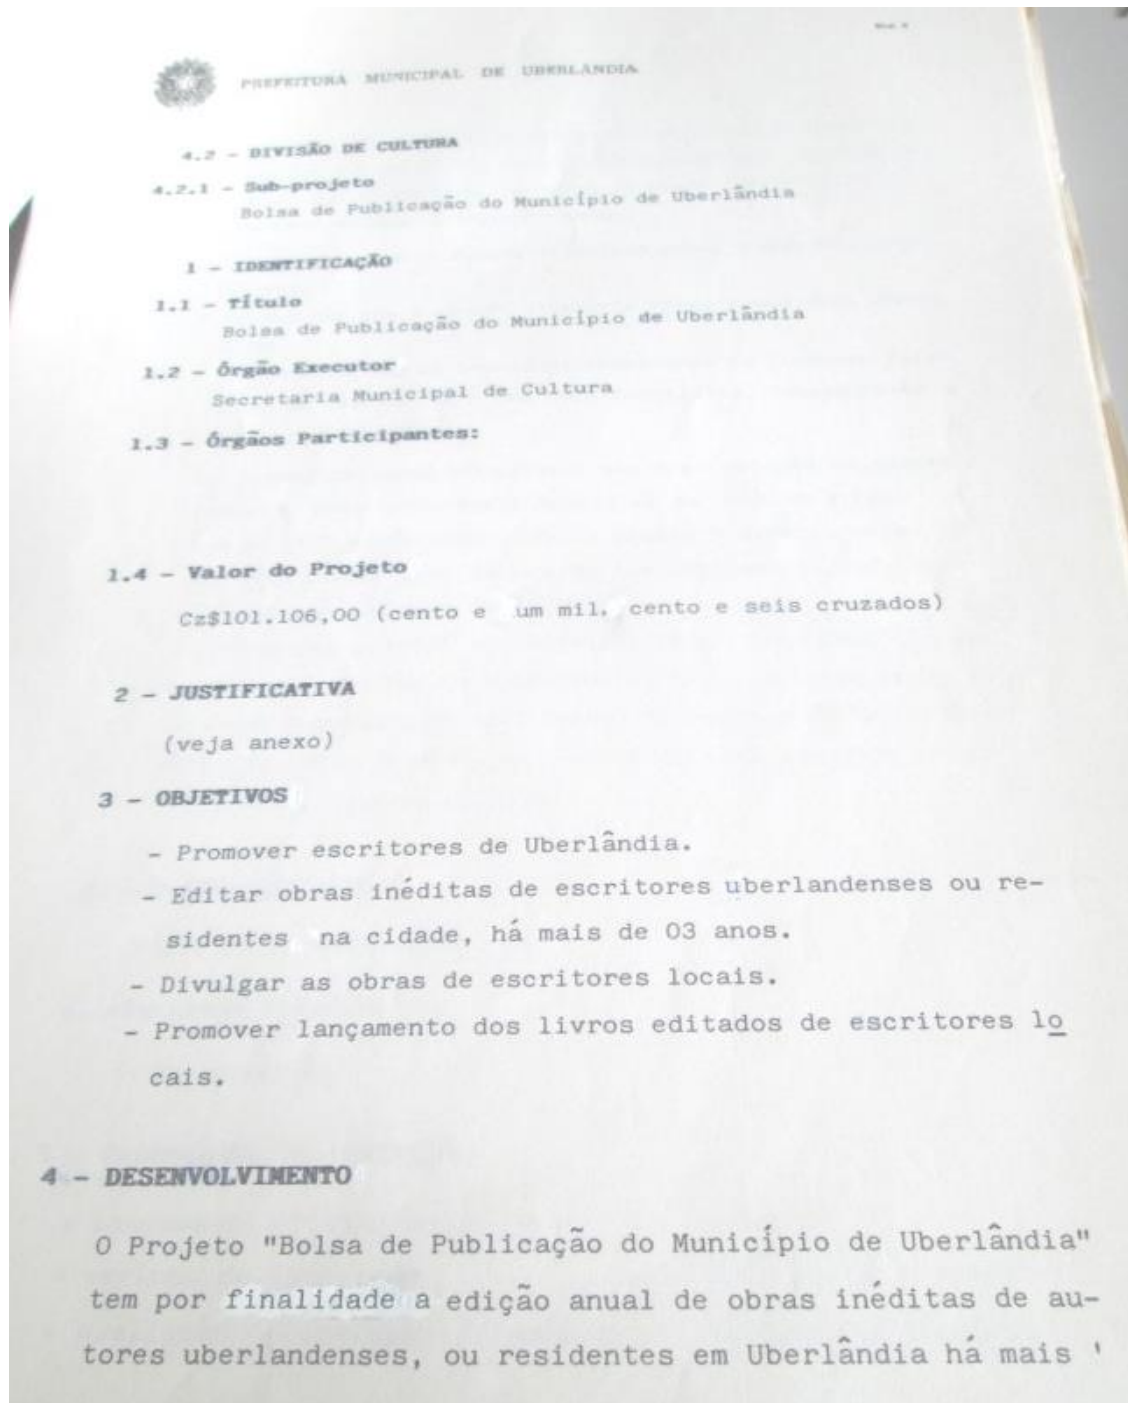 PREFEITURA MUNICIPAL DE UBERLÂNDIA
4.2 - DIVISÃO DE CULTURA
4.2.1 - Sub-projeto
Bolsa de Publicação do Município de Uberlândia
1 - IDENTIFICAÇÃO
1.1 - Título
Bolsa de Publicação do Município de Uberlândia
1.2 - Órgão Executor
Secretaria Municipal de Cultura
1.3 - Órgãos Participantes:
1.4 - Valor do Projeto
Cz$101.106,00 (cento e um mil, cento e seis cruzados)
2 - JUSTIFICATIVA
(veja anexo)
3 - OBJETIVOS
- Promover escritores de Uberlândia.
- Editar obras inéditas de escritores uberlandenses ou re-
sidentes na cidade, há mais de 03 anos.
- Divulgar as obras de escritores locais.
- Promover lançamento dos livros editados de escritores lo
cais.
4 - DESENVOLVIMENTO
O Projeto "Bolsa de Publicação do Município de Uberlândia"
tem por finalidade a edição anual de obras inéditas de au-
tores uberlandenses, ou residentes em Uberlândia há mais '